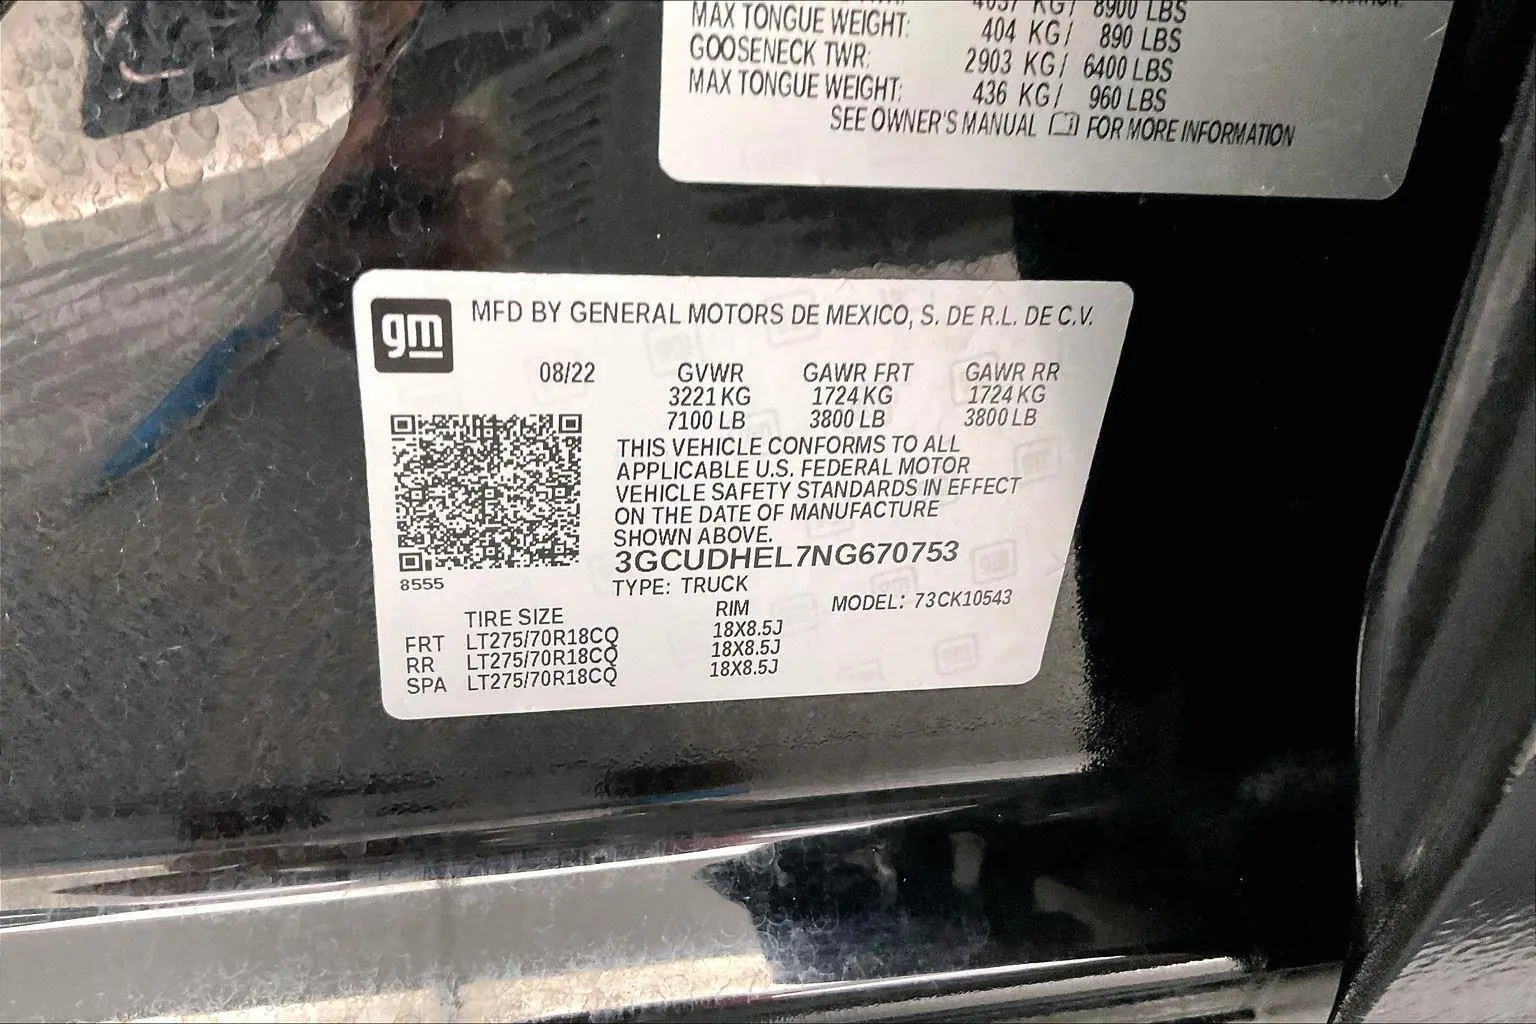 4037 KG/ 8900 LBS
MAX TONGUE WEIGHT: 404 KG/ 890 LBS
GOOSENECK TWR: 2903 KG/ 6400 LBS
MAX TONGUE WEIGHT: 436 KG/ 960 LBS
SEE OWNER'S MANUAL FOR MORE INFORMATION
gm
MFD BY GENERAL MOTORS DE MEXICO, S. DE R.L. DE C.V.
08/22 GVWR GAWR FRT GAWR RR
3221 KG 1724 KG 1724 KG
7100 LB 3800 LB 3800 LB
THIS VEHICLE CONFORMS TO ALL
APPLICABLE U.S. FEDERAL MOTOR
VEHICLE SAFETY STANDARDS IN EFFECT
ON THE DATE OF MANUFACTURE
SHOWN ABOVE.
3GCUDHEL7NG670753
8555
TYPE: TRUCK
MODEL: 73CK10543
TIRE SIZE RIM
FRT LT275/70R18CQ 18X8.5J
RR LT275/70R18CQ 18X8.5J
SPA LT275/70R18CQ 18X8.5J